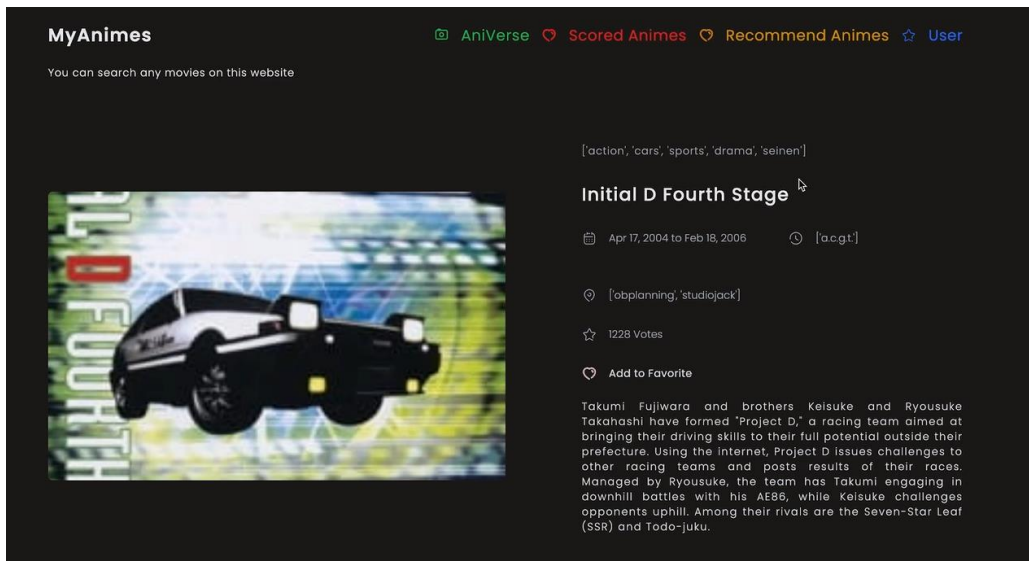 MyAnimes
AniVerse Scored Animes Recommend Animes User
You can search any movies on this website
['action', 'cars', 'sports', 'drama', 'seinen']
Initial D Fourth Stage
Apr 17, 2004 to Feb 18, 2006 ['a.c.g.t.']
['obplanning', 'studiojack']
1228 Votes
Add to Favorite
Takumi Fujiwara and brothers Keisuke and Ryousuke
Takahashi have formed "Project D," a racing team aimed at
bringing their driving skills to their full potential outside their
prefecture. Using the internet, Project D issues challenges to
other racing teams and posts results of their races.
Managed by Ryousuke, the team has Takumi engaging in
downhill battles with his AE86, while Keisuke challenges
opponents uphill. Among their rivals are the Seven-Star Leaf
(SSR) and Todo-juku.
AL D FOURTH